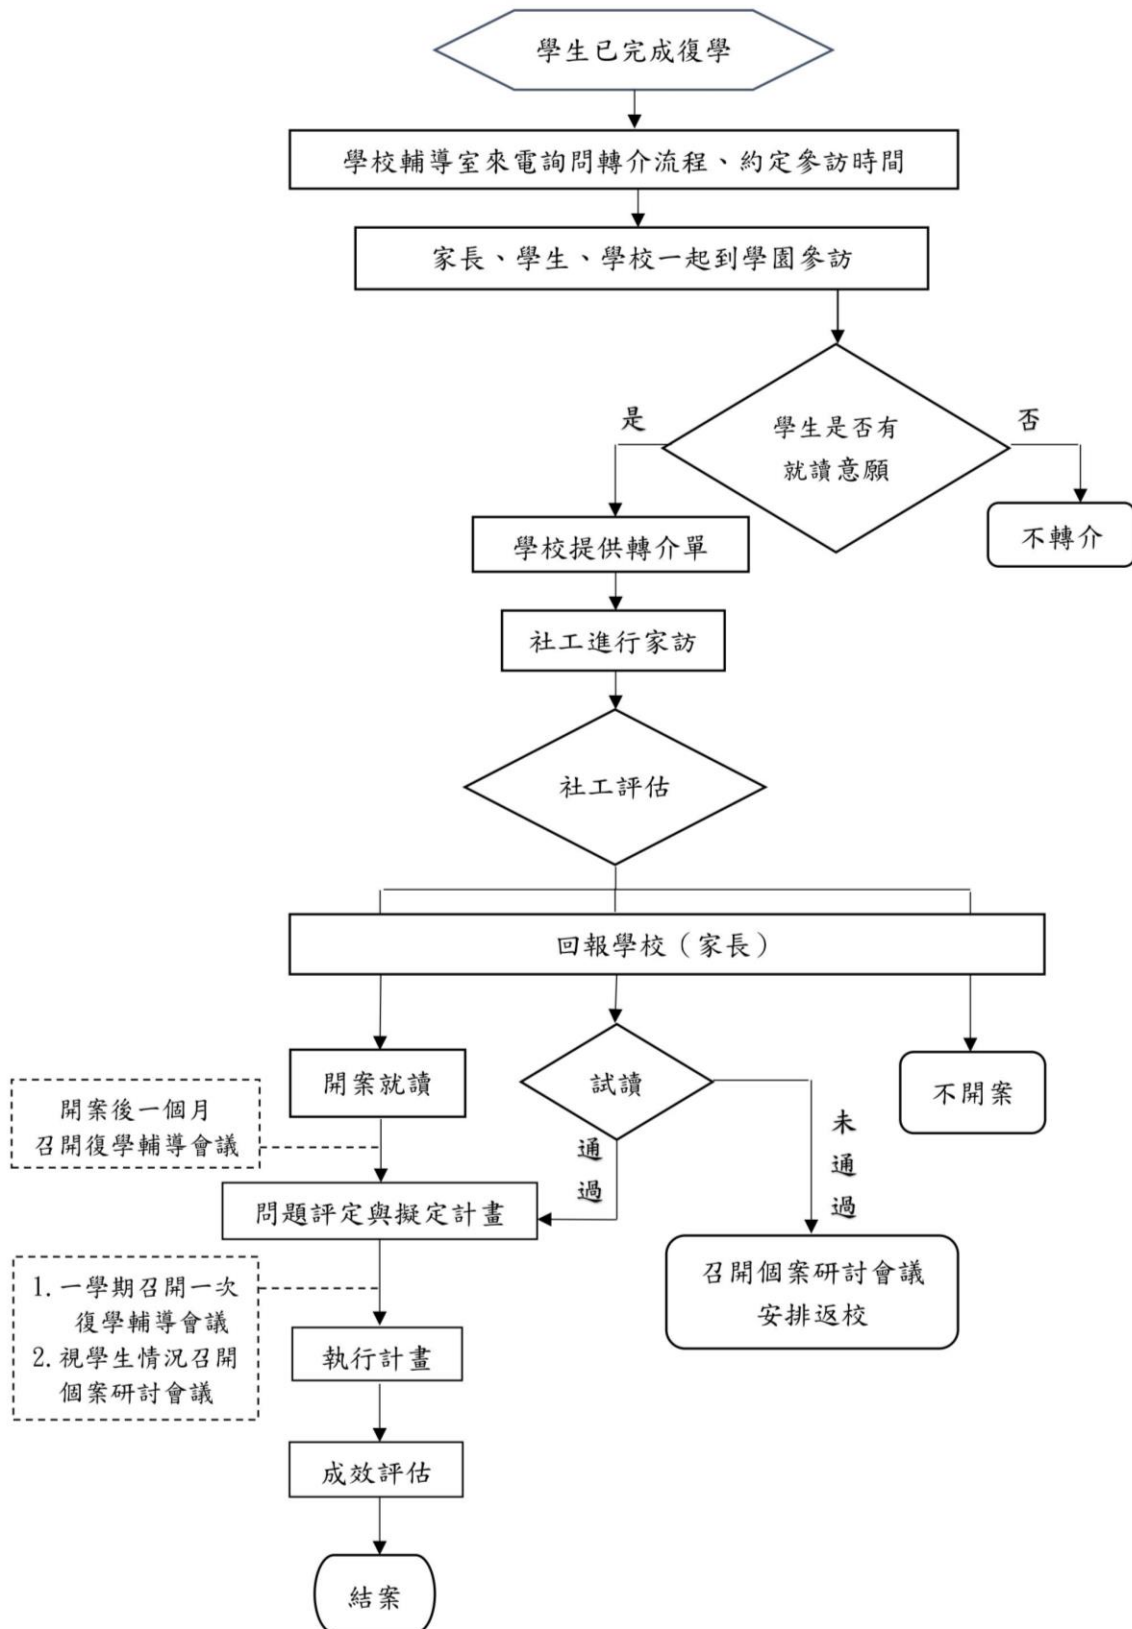 學生已完成復學
學校輔導室來電詢問轉介流程、約定參訪時間
家長、學生、學校一起到學園參訪
學生是否有
就讀意願
是
否
學校提供轉介單
不轉介
社工進行家訪
社工評估
回報學校（家長）
開案就讀
試讀
不開案
開案後一個月
召開復學輔導會議
通過
未通過
問題評定與擬定計畫
1. 一學期召開一次
復學輔導會議
2. 視學生情況召開
個案研討會議
召開個案研討會議
安排返校
執行計畫
成效評估
結案